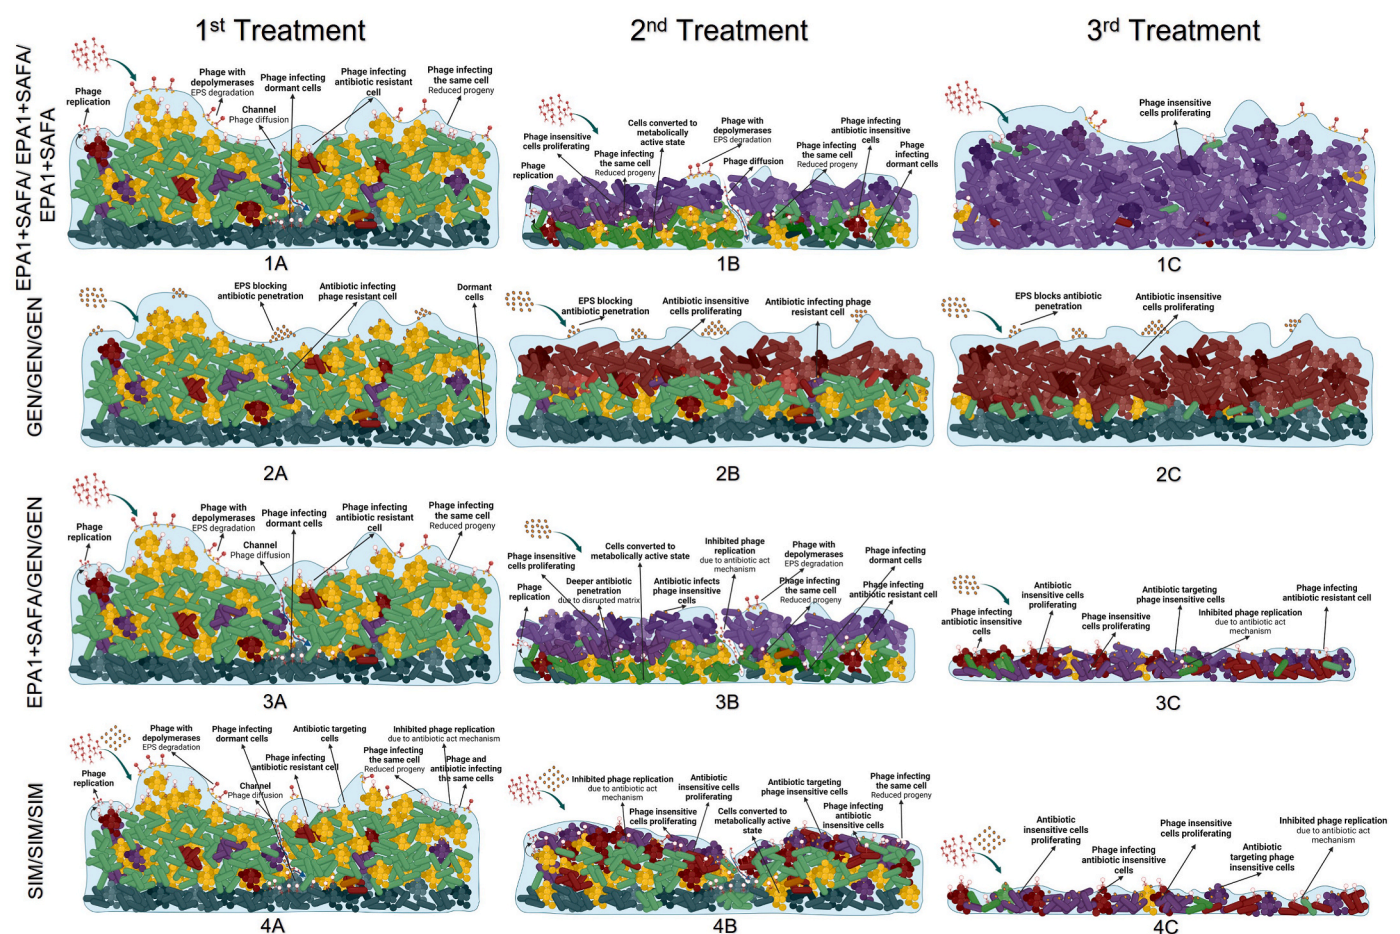 1st Treatment
2nd Treatment
3rd Treatment
EPA1+SAFA/ EPA1+SAFA/
EPA1+SAFA
Phage
replication
Phage with
depolymerases
EPS degradation
Channel
Phage diffusion
Phage infecting
dormant cells
Phage infecting
antibiotic resistant
cell
Phage infecting
the same cell
Reduced progeny
1A
Phage insensitive
cells proliferating
Phage
replication
Phage infecting
the same cell
Reduced progeny
Cells converted to
metabolically
active state
Phage with
depolymerases
EPS degradation
Phage diffusion
Phage infecting
the same cell
Reduced progeny
Phage infecting
antibiotic insensitive
cells
Phage
infecting
dormant cells
1B
Phage insensitive
cells proliferating
1C
GEN/GEN/GEN
EPS blocking
antibiotic penetration
Antibiotic infecting
phage resistant cell
Dormant
cells
2A
EPS blocking
antibiotic penetration
Antibiotic insensitive
cells proliferating
Antibiotic infecting phage
resistant cell
2B
EPS blocks antibiotic
penetration
Antibiotic insensitive
cells proliferating
2C
EPA1+SAFA/GEN/GEN
Phage
replication
Phage with
depolymerases
EPS degradation
Channel
Phage diffusion
Phage infecting
dormant cells
Phage infecting
antibiotic resistant
cell
Phage infecting
the same cell
Reduced progeny
3A
Phage insensitive
cells proliferating
Phage
replication
Deeper antibiotic
penetration
due to disrupted matrix
Cells converted to
metabolically active state
Antibiotic infects
phage insensitive
cells
Inhibited phage
replication
due to antibiotic act
mechanism
Phage with
depolymerases
EPS degradation
Phage infecting
the same cell
Reduced progeny
Phage infecting
dormant cells
Phage infecting
antibiotic resistant cell
3B
Phage infecting
antibiotic insensitive
cells
Antibiotic
insensitive cells
proliferating
Phage insensitive
cells proliferating
Antibiotic targeting
phage insensitive cells
Inhibited phage replication
due to antibiotic act
mechanism
Phage infecting
antibiotic resistant cell
3C
SIM/SIM/SIM
Phage
replication
Phage with
depolymerases
EPS degradation
Phage infecting
dormant cells
Channel
Phage diffusion
Phage infecting
antibiotic resistant cell
Antibiotic targeting
cells
Phage infecting
the same cell
Reduced progeny
Inhibited phage replication
due to antibiotic act mechanism
Phage and
antibiotic infecting
the same cells
4A
Inhibited phage replication
due to antibiotic act
mechanism
Phage insensitive
cells proliferating
Antibiotic
insensitive cells
proliferating
Cells converted to
metabolically active
state
Antibiotic targeting
phage insensitive cells
Phage infecting
antibiotic
insensitive cells
Phage infecting
the same cell
Reduced progeny
4B
Antibiotic
insensitive cells
proliferating
Phage infecting
antibiotic insensitive
cells
Phage insensitive
cells proliferating
Antibiotic
targeting phage
insensitive cells
Inhibited phage replication
due to antibiotic act
mechanism
4C